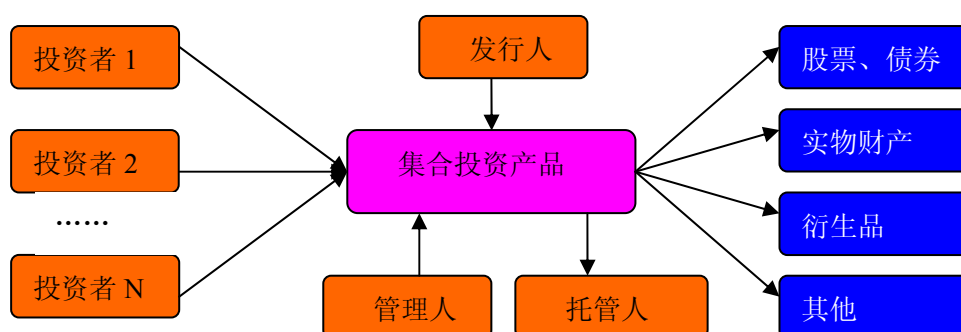 投资者 1
发行人
股票、债券
投资者 2
集合投资产品
实物财产
……
衍生品
投资者 N
管理人
托管人
其他